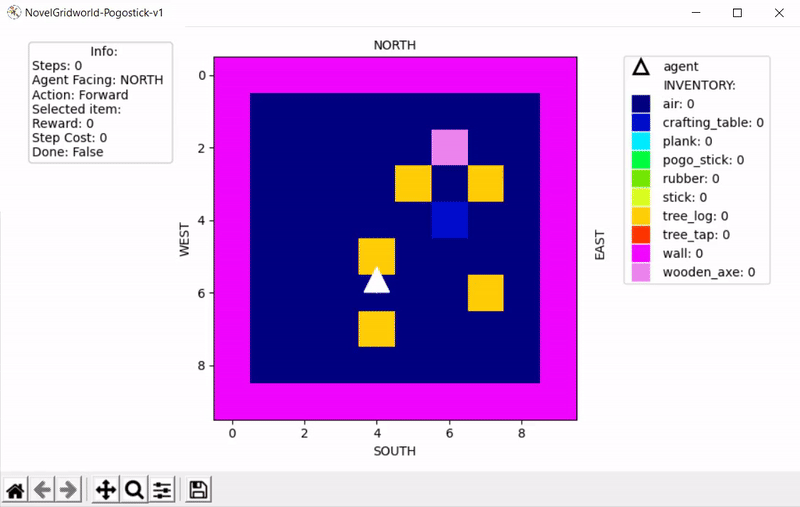 NovelGridworld-Pogostick-v1
Info:
Steps: 0
Agent Facing: NORTH
Action: Forward
Selected item:
Reward: 0
Step Cost: 0
Done: False
NORTH
0
2
4
6
8
WEST
0
2
4
6
8
SOUTH
EAST
agent
INVENTORY:
air: 0
crafting_table: 0
plank: 0
pogo_stick: 0
rubber: 0
stick: 0
tree_log: 0
tree_tap: 0
wall: 0
wooden_axe: 0